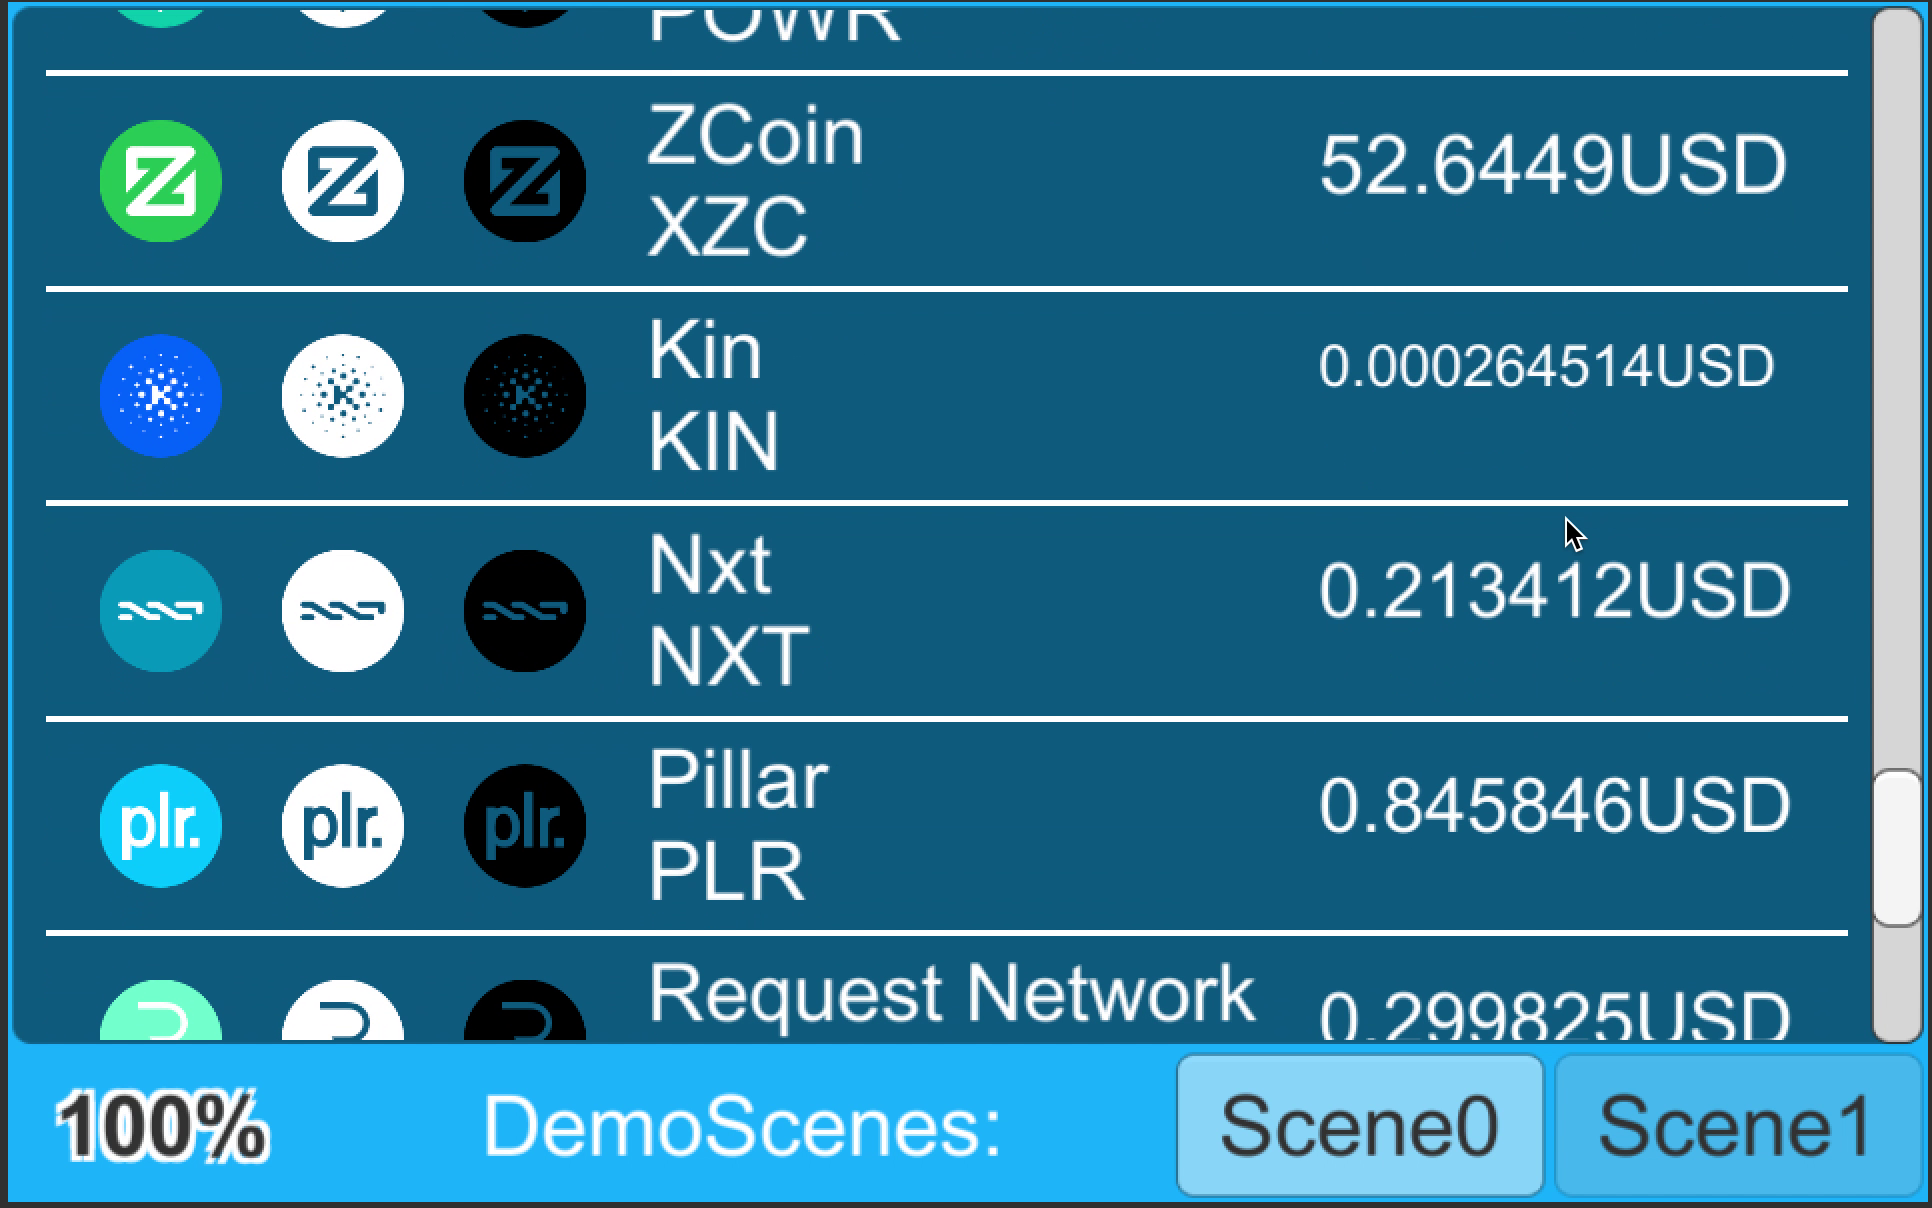 POWR
ZCoin
XZC
52.6449USD
Kin
KIN
0.000264514USD
Nxt
NXT
0.213412USD
plr. plr. plr.
Pillar
PLR
0.845846USD
Request Network
0.299825USD
100% DemoScenes: Scene0 Scene1